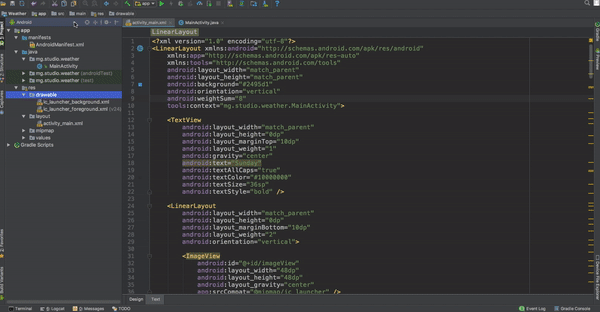 Weather app src main res drawable
app
Android
activity_main.xml MainActivity.java
app
manifests
AndroidManifest.xml
java
mg.studio.weather
MainActivity
mg.studio.weather (androidTest)
mg.studio.weather (test)
res
drawable
ic_launcher_background.xml
ic_launcher_foreground.xml (v24)
layout
activity_main.xml
mipmap
values
Gradle Scripts
LinearLayout
<?xml version="1.0" encoding="utf-8"?>
<LinearLayout xmlns:android="http://schemas.android.com/apk/res/android"
xmlns:app="http://schemas.android.com/apk/res-auto"
xmlns:tools="http://schemas.android.com/tools"
android:layout_width="match_parent"
android:layout_height="match_parent"
android:background="#2495d1"
android:orientation="vertical"
android:weightSum="8"
tools:context="mg.studio.weather.MainActivity">
<TextView
android:layout_width="match_parent"
android:layout_height="0dp"
android:layout_marginTop="10dp"
android:layout_weight="1"
android:gravity="center"
android:text="Sunday"
android:textAllCaps="true"
android:textColor="#10000000"
android:textSize="36sp"
android:textStyle="bold" />
<LinearLayout
android:layout_width="match_parent"
android:layout_height="0dp"
android:layout_marginBottom="10dp"
android:layout_weight="2"
android:orientation="vertical">
<ImageView
android:id="@+id/imageView"
android:layout_width="48dp"
android:layout_height="48dp"
android:layout_gravity="center"
app:srcCompat="@mipmap/ic_launcher" />
Design Text
Terminal 6: Logcat 0: Messages TODO Event Log Gradle Console